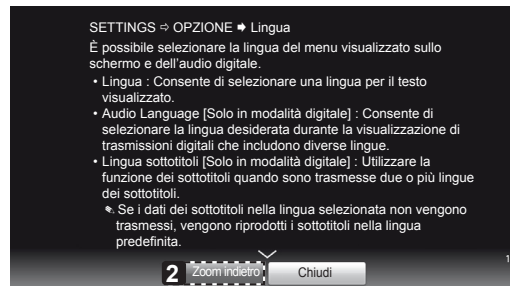 SETTINGS ⇨ OPZIONE ➡ Lingua
È possibile selezionare la lingua del menu visualizzato sullo
schermo e dell'audio digitale.
• Lingua : Consente di selezionare una lingua per il testo
visualizzato.
• Audio Language [Solo in modalità digitale] : Consente di
selezionare la lingua desiderata durante la visualizzazione di
trasmissioni digitali che includono diverse lingue.
• Lingua sottotitoli [Solo in modalità digitale] : Utilizzare la
funzione dei sottotitoli quando sono trasmesse due o più lingue
dei sottotitoli.
✎ Se i dati dei sottotitoli nella lingua selezionata non vengono
trasmessi, vengono riprodotti i sottotitoli nella lingua
predefinita.
1
2 Zoom indietro Chiudi